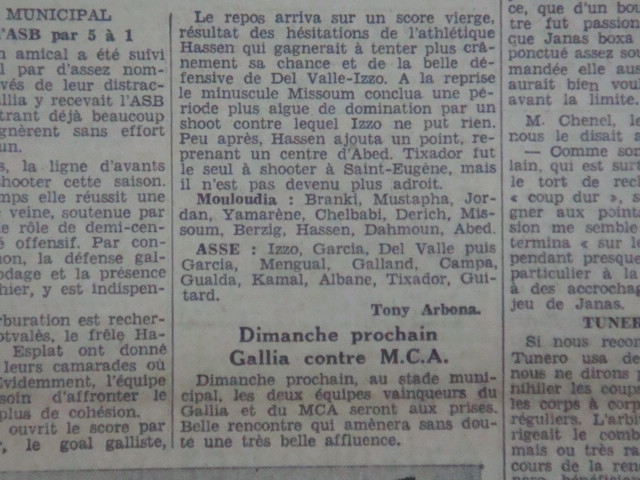 MUNICIPAL
l'ASB par 5 à 1
n amical a été suivi
l par d'assez nom-
vés de leur distrac-
allia y recevait l'ASB
trant déjà beaucoup
gnèrent sans effort
un.
s, la ligne d'avants
shooter cette saison.
mps elle réussit une
veine, soutenue par
e rôle de demi-cen-
é offensif. Par con-
on, la défense gal-
odage et la présence
hier, y est indispen-
rburation est recher-
otvalès, le frêle Ha-
Esplat ont donné
leurs camarades où
Evidemment, l'équipe
soin d'affronter le
plus de cohésion.
ouvrit le score par
r, le goal galliste,
Le repos arriva sur un score vierge,
résultat des hésitations de l'athlétique
Hassen qui gagnerait à tenter plus crâ-
nement sa chance et de la belle dé-
fensive de Del Valle-Izzo. A la reprise
le minuscule Missoum conclua une pé-
riode plus aigue de domination par un
shoot contre lequel Izzo ne put rien.
Peu après, Hassen ajouta un point, re-
prenant un centre d'Abed. Tixador fut
le seul à shooter à Saint-Eugène, mais
il n'est pas devenu plus adroit.
Mouloudia : Branki, Mustapha, Jor-
dan, Yamarène, Chelbabi, Derich, Mis-
soum, Berzig, Hassen, Dahmoun, Abed.
ASSE : Izzo, Garcia, Del Valle puis
Garcia, Mengual, Galland, Campa,
Gualda, Kamal, Albane, Tixador, Gui-
tard.
Tony Arbona.
Dimanche prochain
Gallia contre M.C.A.
Dimanche prochain, au stade muni-
cipal, les deux équipes vainqueurs du
Gallia et du MCA seront aux prises.
Belle rencontre qui amènera sans dou-
te une très belle affluence.
ce, que d'un bou
tre fut passion
que Janas boxa
ponctué assez sou
mandée elle aur
aurait bien voul
avant la limite.
M. Chenel, le
nous le disait n
— Comme son
lain, qui est surt
le tort de rec
« coup dur », s
gner aux poin
sion me semble
termina « sur l
pendant presque
particulier à la
à des accrochag
jeu de Janas.
TUNER
Si nous recon
Tunero usa de
nous ne dirons p
nihiler les coup
les corps à corp
réguliers. L'arbi
rigeait le comb
mais ou très ra
cours de la ren